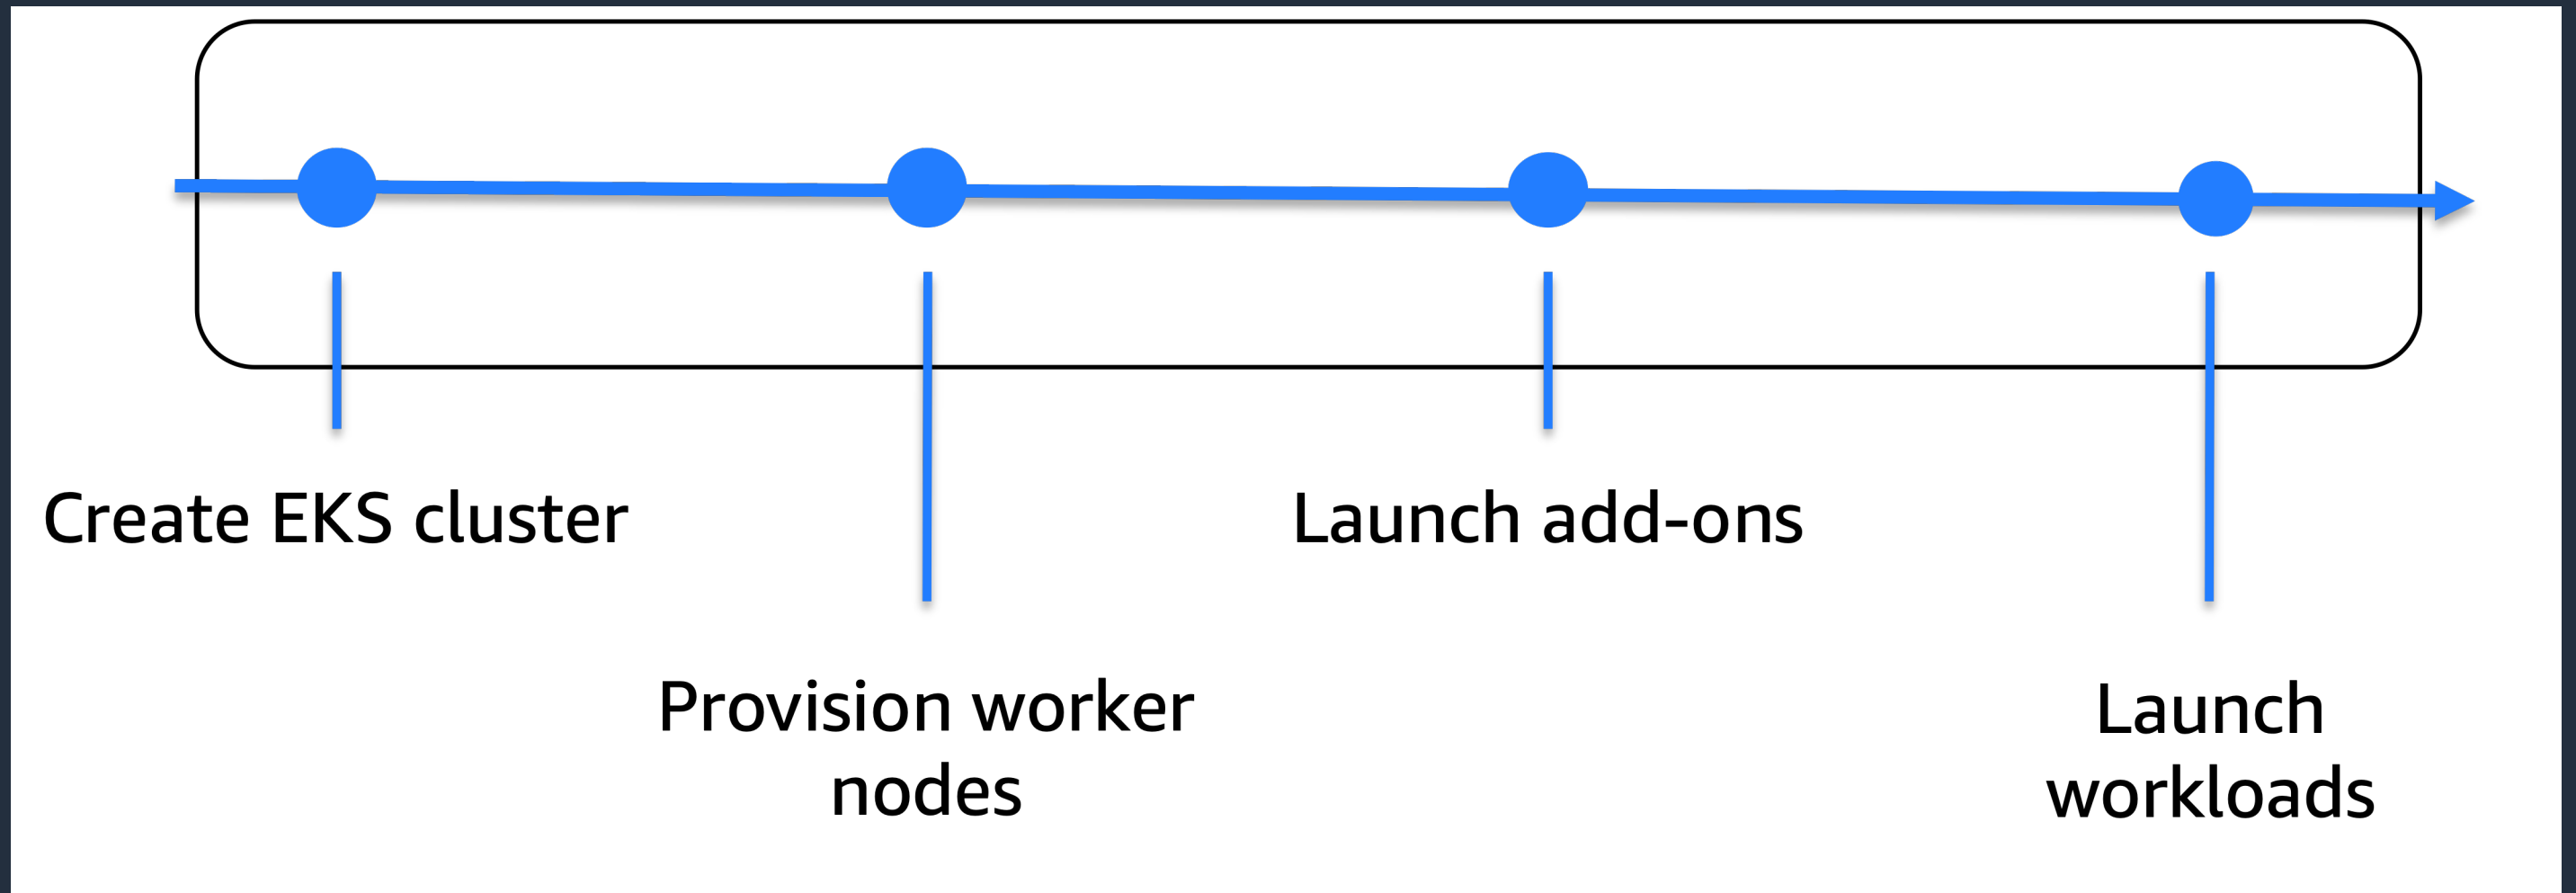 Create EKS cluster
Provision worker
nodes
Launch add-ons
Launch
workloads